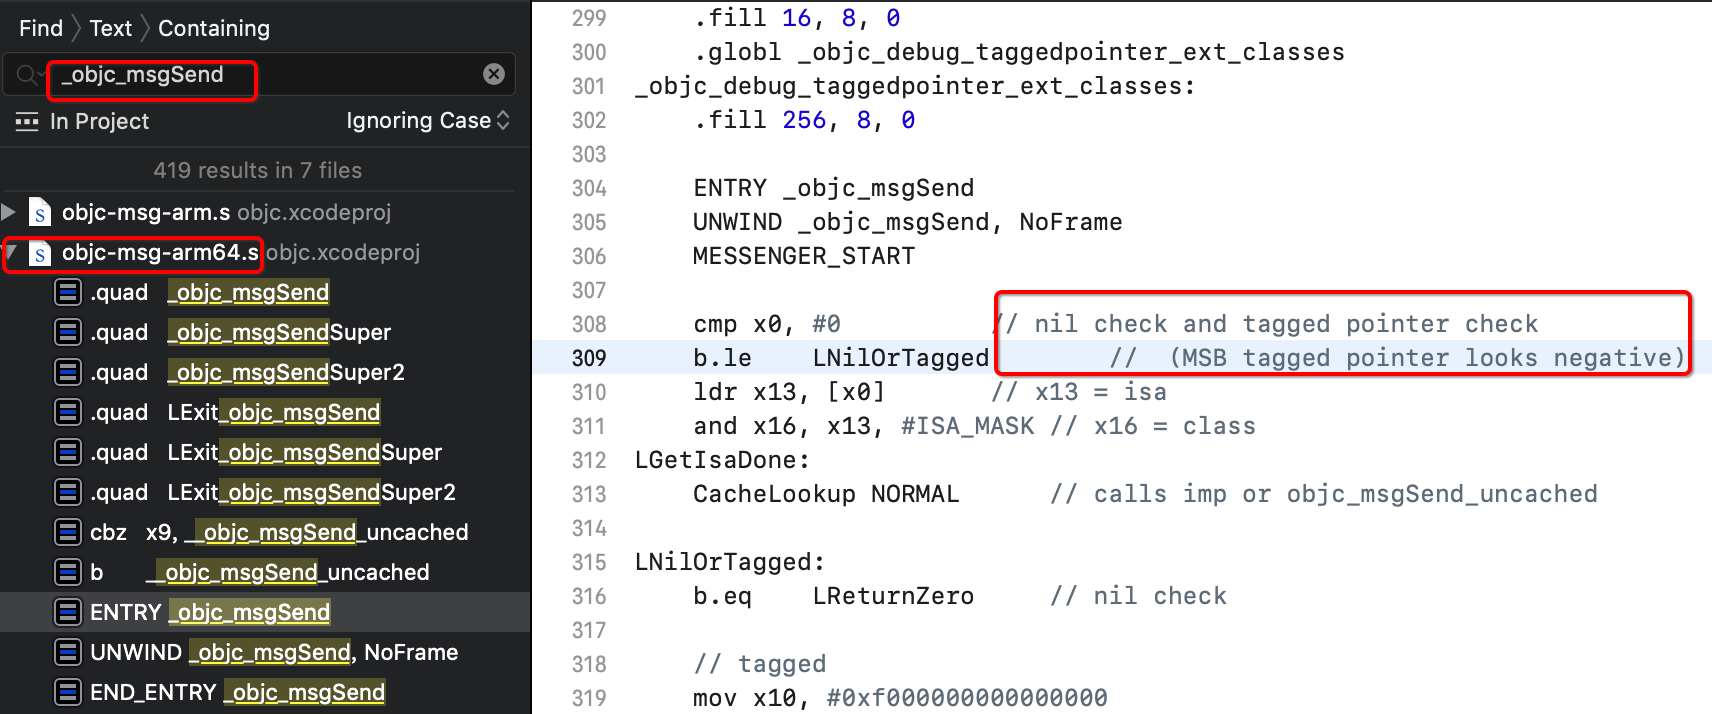 Find Text Containing
_objc_msgSend
In Project Ignoring Case
419 results in 7 files
objc-msg-arm.s objc.xcodeproj
objc-msg-arm64.s objc.xcodeproj
.quad _objc_msgSend
.quad _objc_msgSendSuper
.quad _objc_msgSendSuper2
.quad LExit_objc_msgSend
.quad LExit_objc_msgSendSuper
.quad LExit_objc_msgSendSuper2
cbz x9, __objc_msgSend_uncached
b __objc_msgSend_uncached
ENTRY _objc_msgSend
UNWIND _objc_msgSend, NoFrame
END_ENTRY _objc_msgSend
299 .fill 16, 8, 0
300 .globl _objc_debug_taggedpointer_ext_classes
301 _objc_debug_taggedpointer_ext_classes:
302 .fill 256, 8, 0
303
304 ENTRY _objc_msgSend
305 UNWIND _objc_msgSend, NoFrame
306 MESSENGER_START
307
308 cmp x0, #0 // nil check and tagged pointer check
309 b.le LNilOrTagged // (MSB tagged pointer looks negative)
310 ldr x13, [x0] // x13 = isa
311 and x16, x13, #ISA_MASK // x16 = class
312 LGetIsaDone:
313 CacheLookup NORMAL // calls imp or objc_msgSend_uncached
314
315 LNilOrTagged:
316 b.eq LReturnZero // nil check
317
318 // tagged
319 mov x10, #0xf000000000000000